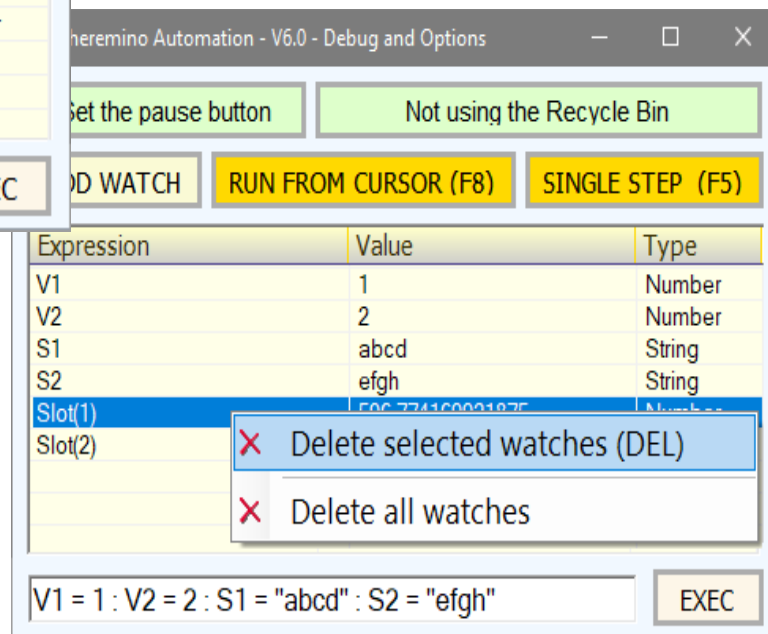 heremino Automation - V6.0 - Debug and Options
Set the pause button
Not using the Recycle Bin
DD WATCH
RUN FROM CURSOR (F8)
SINGLE STEP (F5)
Expression Value Type
V1 1 Number
V2 2 Number
S1 abcd String
S2 efgh String
Slot(1)
Slot(2)
Delete selected watches (DEL)
Delete all watches
V1 = 1 : V2 = 2 : S1 = "abcd" : S2 = "efgh"
EXEC